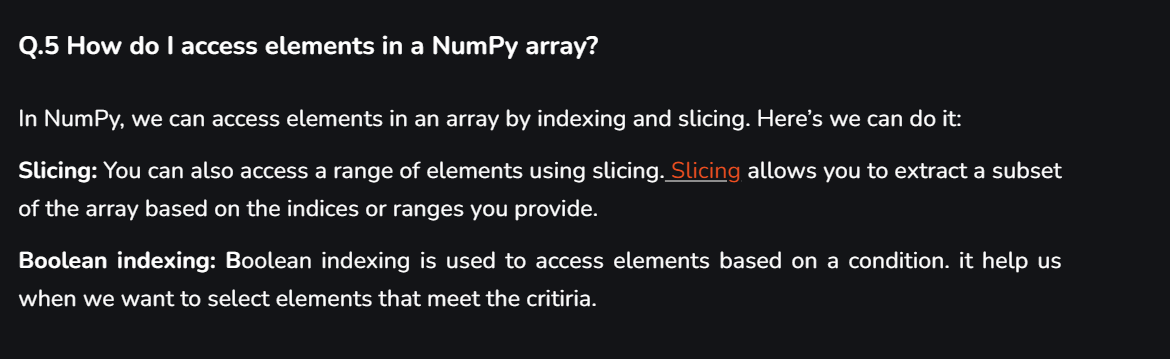 Q.5 How do I access elements in a NumPy array?
In NumPy, we can access elements in an array by indexing and slicing. Here’s we can do it:
Slicing: You can also access a range of elements using slicing. Slicing allows you to extract a subset
of the array based on the indices or ranges you provide.
Boolean indexing: Boolean indexing is used to access elements based on a condition. it help us
when we want to select elements that meet the critiria.